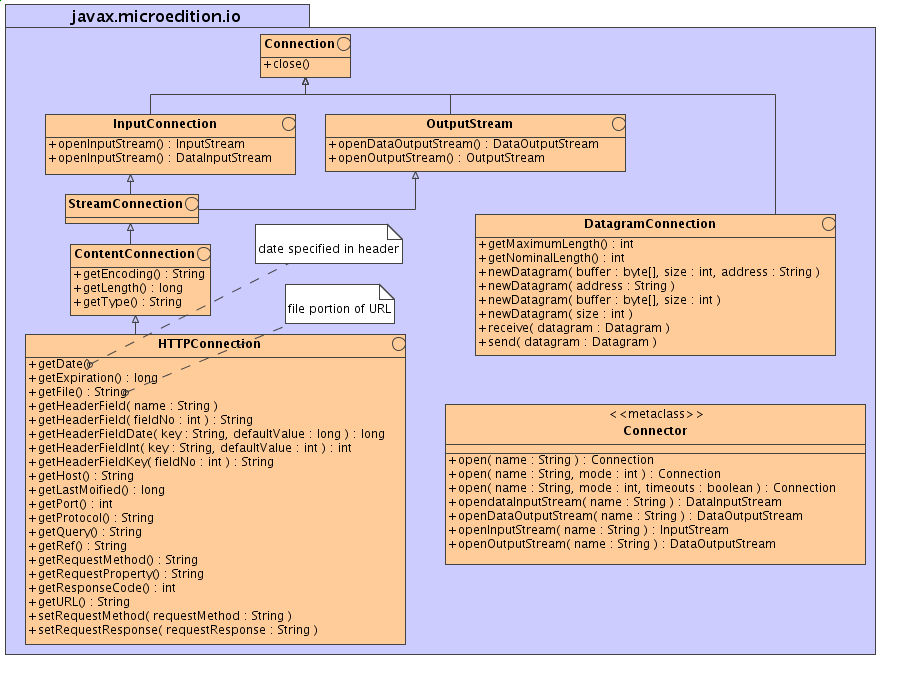 javax.microedition.io
Connection
+close()
InputConnection
+openInputStream() : InputStream
+openInputStream() : DataInputStream
OutputStream
+openDataOutputStream() : DataOutputStream
+openOutputStream() : OutputStream
StreamConnection
ContentConnection
+getEncoding() : String
+getLength() : long
+getType() : String
date specified in header
file portion of URL
DatagramConnection
+getMaximumLength() : int
+getNominalLength() : int
+newDatagram( buffer : byte[], size : int, address : String )
+newDatagram( address : String )
+newDatagram( buffer : byte[], size : int )
+newDatagram( size : int )
+receive( datagram : Datagram )
+send( datagram : Datagram )
HTTPConnection
+getDate()
+getExpiration() : long
+getFile() : String
+getHeaderField( name : String )
+getHeaderField( fieldNo : int ) : String
+getHeaderFieldDate( key : String, defaultValue : long ) : long
+getHeaderFieldInt( key : String, defaultValue : int ) : int
+getHeaderFieldKey( fieldNo : int ) : String
+getHost() : String
+getLastMoified() : long
+getPort() : int
+getProtocol() : String
+getQuery() : String
+getRef() : String
+getRequestMethod() : String
+getRequestProperty() : String
+getResponseCode() : int
+getURL() : String
+setRequestMethod( requestMethod : String )
+setRequestResponse( requestResponse : String )
<<metaclass>>
Connector
+open( name : String ) : Connection
+open( name : String, mode : int ) : Connection
+open( name : String, mode : int, timeouts : boolean ) : Connection
+opendataInputStream( name : String ) : DataInputStream
+openDataOutputStream( name : String ) : DataOutputStream
+openInputStream( name : String ) : InputStream
+openOutputStream( name : String ) : DataOutputStream